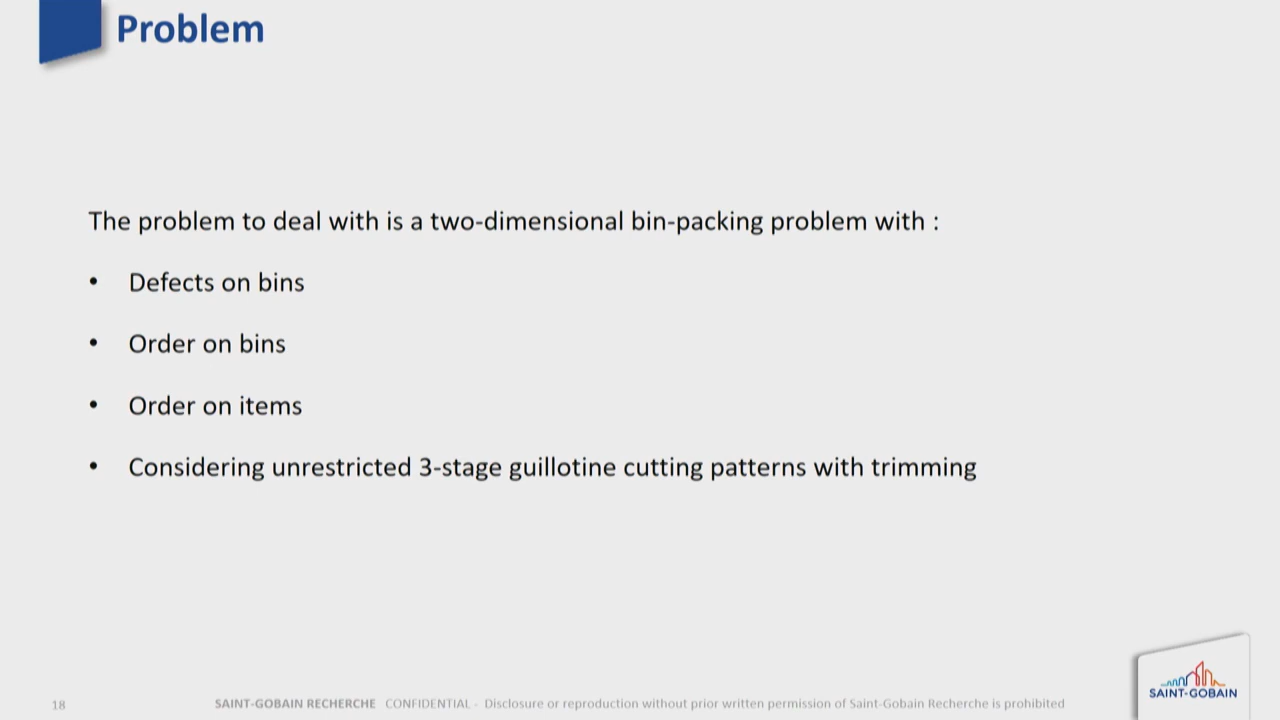 Problem
The problem to deal with is a two-dimensional bin-packing problem with :
• Defects on bins
• Order on bins
• Order on items
• Considering unrestricted 3-stage guillotine cutting patterns with trimming
18
SAINT-GOBAIN RECHERCHE CONFIDENTIAL - Disclosure or reproduction without prior written permission of Saint-Gobain Recherche is prohibited
SAINT-GOBAIN